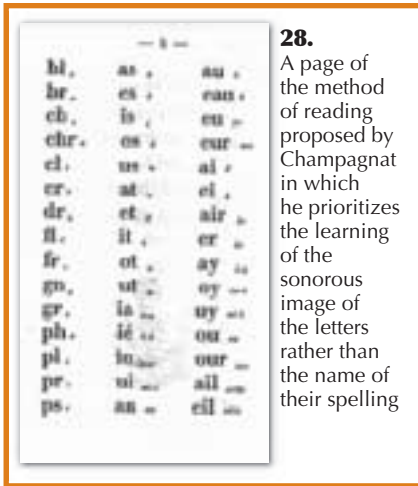 bl, as , au ,
br, es , eau ,
ch, is , eu
chr. os , eur
cl. us , ai
cr. at , ei ,
dr, et , air
fl. it , er
fr. ot , ay
gn, ut , oy
gr, ia uy
ph. ié ou
pl. our
pr. ui ail
ps. an eil
28.
A page of
the method
of reading
proposed by
Champagnat
in which
he prioritizes
the learning
of the
sonorous
image of
the letters
rather than
the name of
their spelling